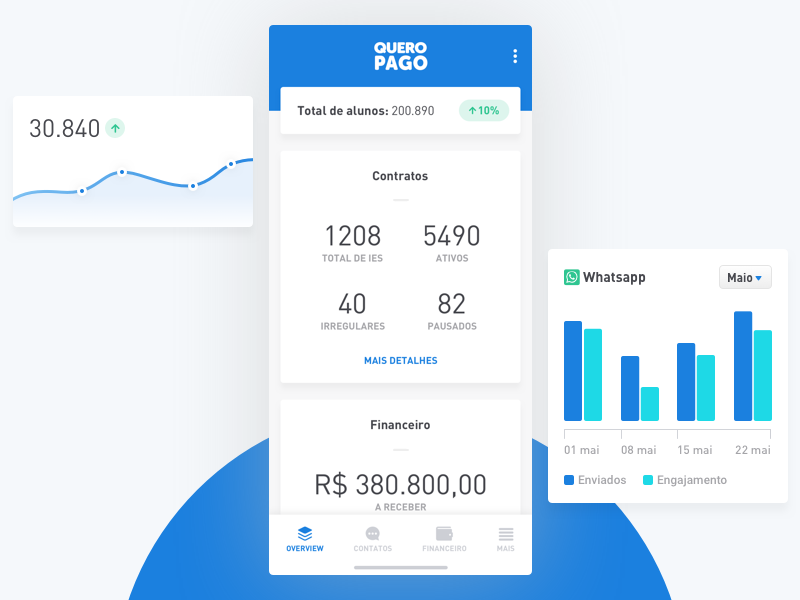 30.840
QUERO
PAGO
Total de alunos: 200.890
10%
Contratos
1208
5490
TOTAL DE IES
ATIVOS
40
82
IRREGULARES
PAUSADOS
MAIS DETALHES
Financeiro
R$ 380.800,00
A RECEBER
OVERVIEW
CONTATOS
FINANCEIRO
MAIS
Whatsapp
Maio
01 mai
08 mai
15 mai
22 mai
Enviados
Engajamento